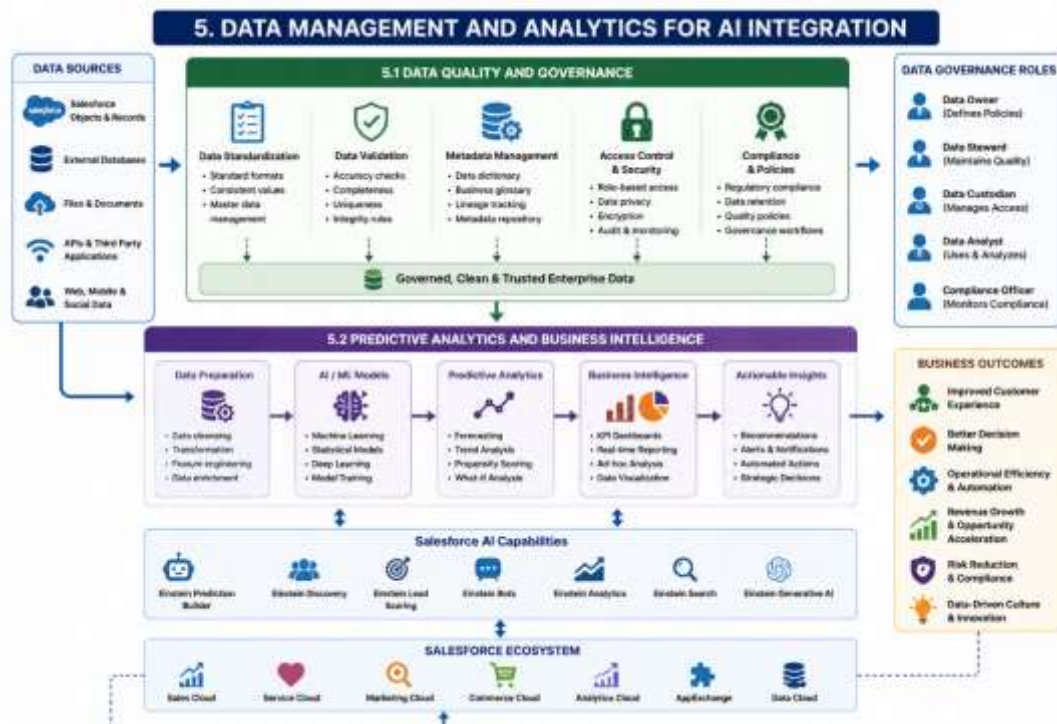 5. DATA MANAGEMENT AND ANALYTICS FOR AI INTEGRATION
DATA SOURCES
salesforce
Salesforce
Objects & Records
External Databases
Files & Documents
APIs & Third Party
Applications
Web, Mobile &
Social Data
5.1 DATA QUALITY AND GOVERNANCE
Data Standardization
• Standard formats
• Consistent values
• Master data
management
Data Validation
• Accuracy checks
• Completeness
• Uniqueness
• Integrity rules
Metadata Management
• Data dictionary
• Business glossary
• Lineage tracking
• Metadata repository
Access Control
& Security
• Role-based access
• Data privacy
• Encryption
• Audit & monitoring
Compliance
& Policies
• Regulatory compliance
• Data retention
• Quality policies
• Governance workflows
Governed, Clean & Trusted Enterprise Data
DATA GOVERNANCE ROLES
Data Owner
(Defines Policies)
Data Steward
(Maintains Quality)
Data Custodian
(Manages Access)
Data Analyst
(Uses & Analyzes)
Compliance Officer
(Monitors Compliance)
5.2 PREDICTIVE ANALYTICS AND BUSINESS INTELLIGENCE
Data Preparation
• Data cleansing
• Transformation
• Feature engineering
• Data enrichment
AI / ML Models
• Machine Learning
• Statistical Models
• Deep Learning
• Model Training
Predictive Analytics
• Forecasting
• Trend Analysis
• Propensity Scoring
• What-if Analysis
Business Intelligence
• KPI Dashboards
• Real-time Reporting
• Ad hoc Analysis
• Data Visualization
Actionable Insights
• Recommendations
• Alerts & Notifications
• Automated Actions
• Strategic Decisions
BUSINESS OUTCOMES
Improved Customer
Experience
Better Decision
Making
Operational Efficiency
& Automation
Revenue Growth
& Opportunity
Acceleration
Risk Reduction
& Compliance
Data-Driven Culture
& Innovation
Salesforce AI Capabilities
Einstein Prediction
Builder
Einstein Discovery
Einstein Lead
Scoring
Einstein Bots
Einstein Analytics
Einstein Search
Einstein Generative AI
SALESFORCE ECOSYSTEM
Sales Cloud
Service Cloud
Marketing Cloud
Commerce Cloud
Analytics Cloud
AppExchange
Data Cloud